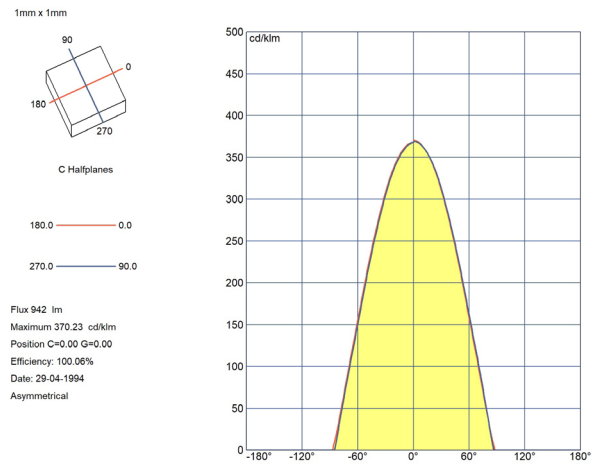 1mm x 1mm
90
0
180
270
C Halfplanes
180.0 0.0
270.0 90.0
Flux 942 lm
Maximum 370.23 cd/klm
Position C=0.00 G=0.00
Efficiency: 100.06%
Date: 29-04-1994
Asymmetrical
500
cd/klm
450
400
350
300
250
200
150
100
50
0
-180° -120° -60° 0° 60° 120° 180°